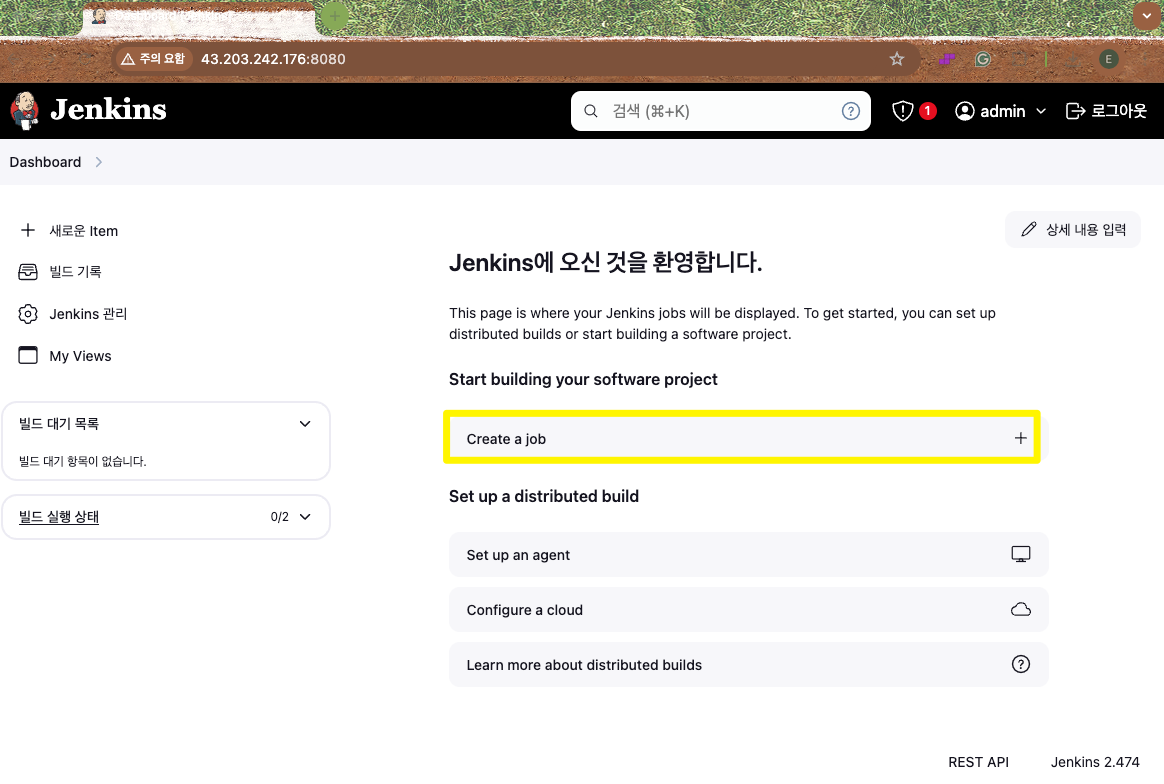 주의 요함
43.203.242.176:8080
E
Jenkins
검색 (⌘+K)
1
admin
로그아웃
Dashboard
새로운 Item
빌드 기록
Jenkins 관리
My Views
빌드 대기 목록
빌드 대기 항목이 없습니다.
빌드 실행 상태
0/2
상세 내용 입력
Jenkins에 오신 것을 환영합니다.
This page is where your Jenkins jobs will be displayed. To get started, you can set up
distributed builds or start building a software project.
Start building your software project
Create a job
Set up a distributed build
Set up an agent
Configure a cloud
Learn more about distributed builds
REST API
Jenkins 2.474